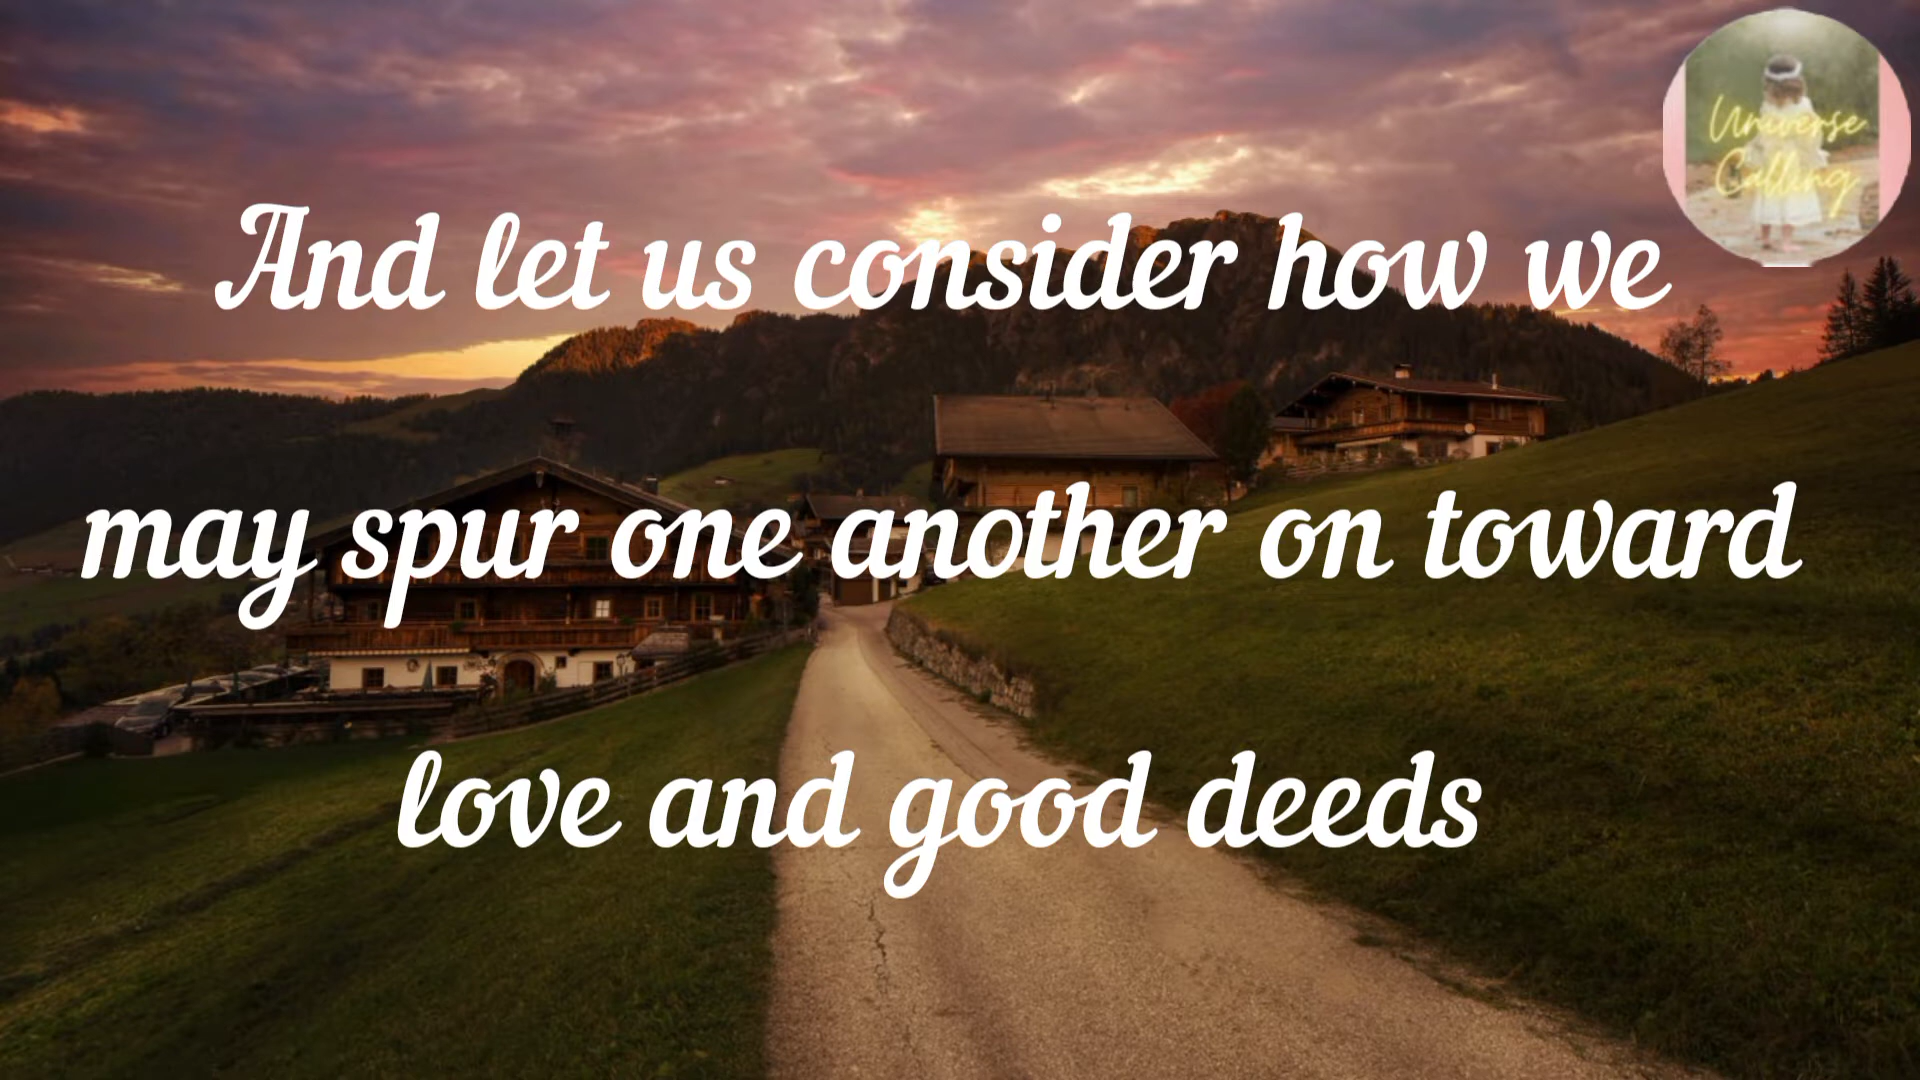 Universe
Calling
And let us consider how we
may spur one another on toward
love and good deeds